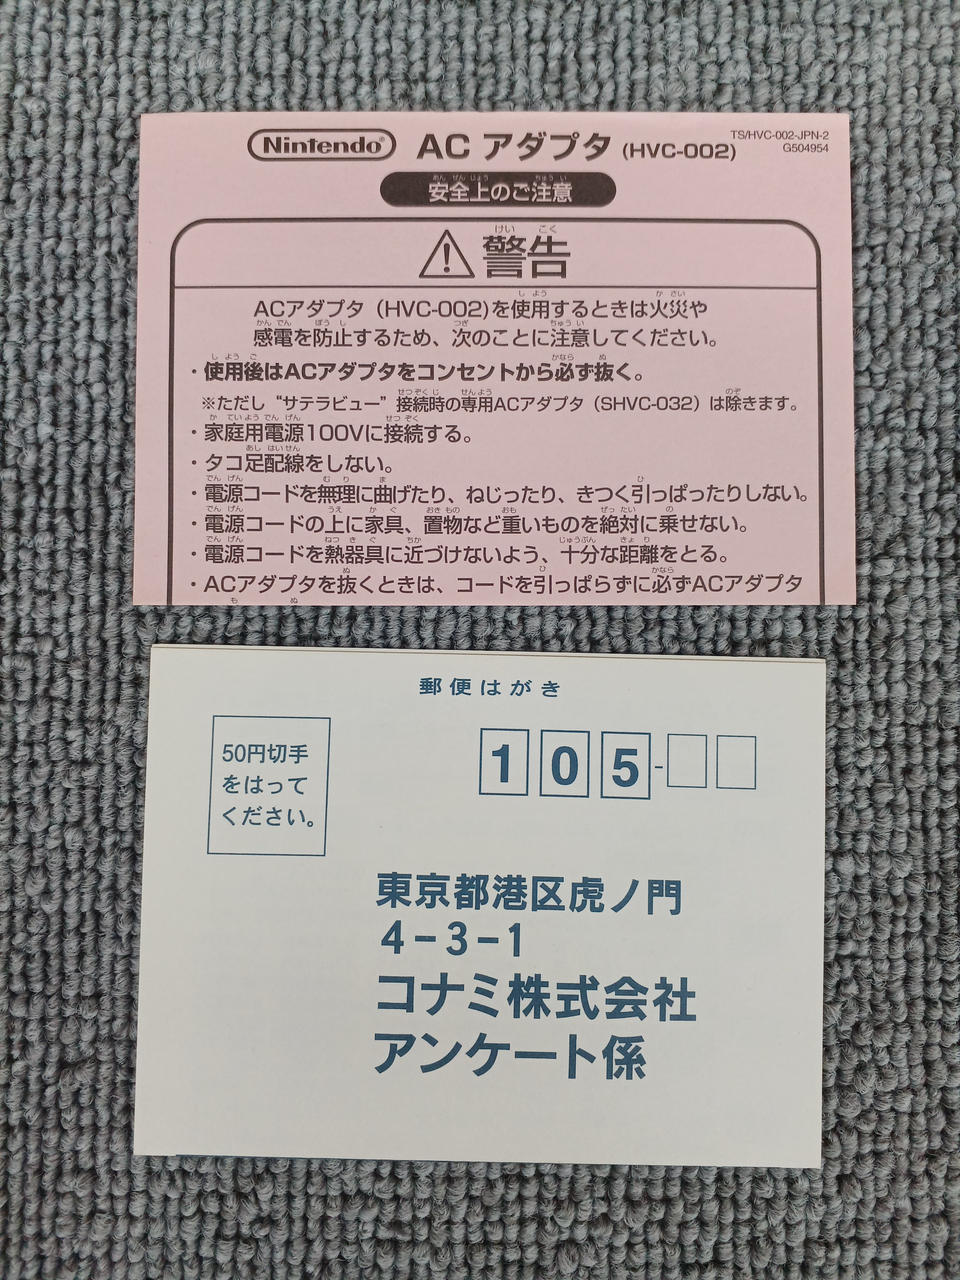 Nintendo® AC アダプタ (HVC-002)
TS/HVC-002-JPN-2
G504954
安全上のご注意
警告
ACアダプタ (HVC-002)を使用するときは火災や
感電を防止するため、次のことに注意してください。
・使用後はACアダプタをコンセントから必ず抜く。
※ただし“サテラビュー”接続時の専用ACアダプタ(SHVC-032)は除きます。
・家庭用電源100Vに接続する。
・タコ足配線をしない。
・電源コードを無理に曲げたり、ねじったり、きつく引っぱったりしない。
・電源コードの上に家具、置物など重いものを絶対に乗せない。
・電源コードを熱器具に近づけないよう、十分な距離をとる。
・ACアダプタを抜くときは、コードを引っぱらずに必ずACアダプタ
郵便はがき
50円切手
をはって
ください。
105-
東京都港区虎ノ門
4-3-1
コナミ株式会社
アンケート係